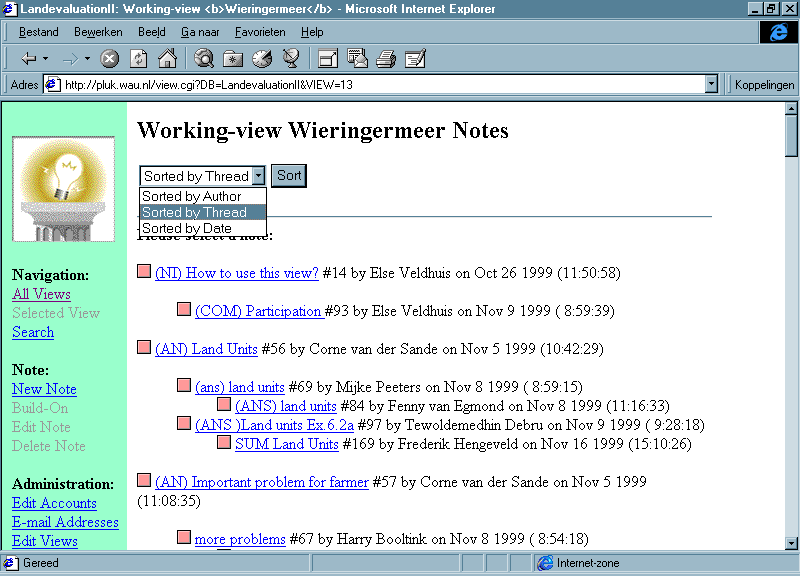 LandevaluationII: Working-view <b>Wieringermeer</b> - Microsoft Internet Explorer
Bestand Bewerken Beeld Ga naar Favorieten Help
Adres http://pluk.wau.nl/view.cgi?DB=LandevaluationII&VIEW=13 Koppelingen
Working-view Wieringermeer Notes
Sorted by Thread Sort
Sorted by Author
Sorted by Thread
Sorted by Date
Please select a note:
(NI) How to use this view? #14 by Else Veldhuis on Oct 26 1999 (11:50:58)
(COM) Participation #93 by Else Veldhuis on Nov 9 1999 ( 8:59:39)
(AN) Land Units #56 by Corne van der Sande on Nov 5 1999 (10:42:29)
(ans) land units #69 by Mijke Peeters on Nov 8 1999 ( 8:59:15)
(ANS) land units #84 by Fenny van Egmond on Nov 8 1999 (11:16:33)
(ANS )Land units Ex.6.2a #97 by Tewoldemedhin Debru on Nov 9 1999 ( 9:28:18)
SUM Land Units #169 by Frederik Hengeveld on Nov 16 1999 (15:10:26)
(AN) Important problem for farmer #57 by Corne van der Sande on Nov 5 1999
(11:08:35)
more problems #67 by Harry Booltink on Nov 8 1999 ( 8:54:18)
Navigation:
All Views
Selected View
Search
Note:
New Note
Build-On
Edit Note
Delete Note
Administration:
Edit Accounts
E-mail Addresses
Edit Views
Gereed Internet-zone